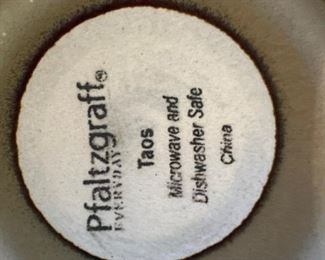 Pfaltzgraff®
EVERYDAY
Taos
Microwave and
Dishwasher Safe
China